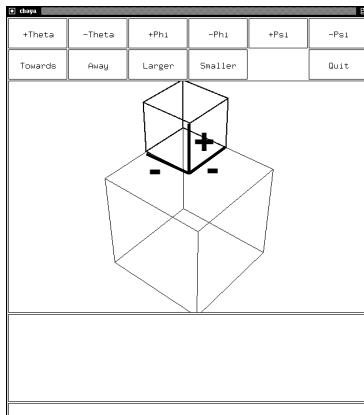 chaya
+Theta -Theta +Phi -Phi +Psi -Psi
Towards Away Larger Smaller Quit
+
- -